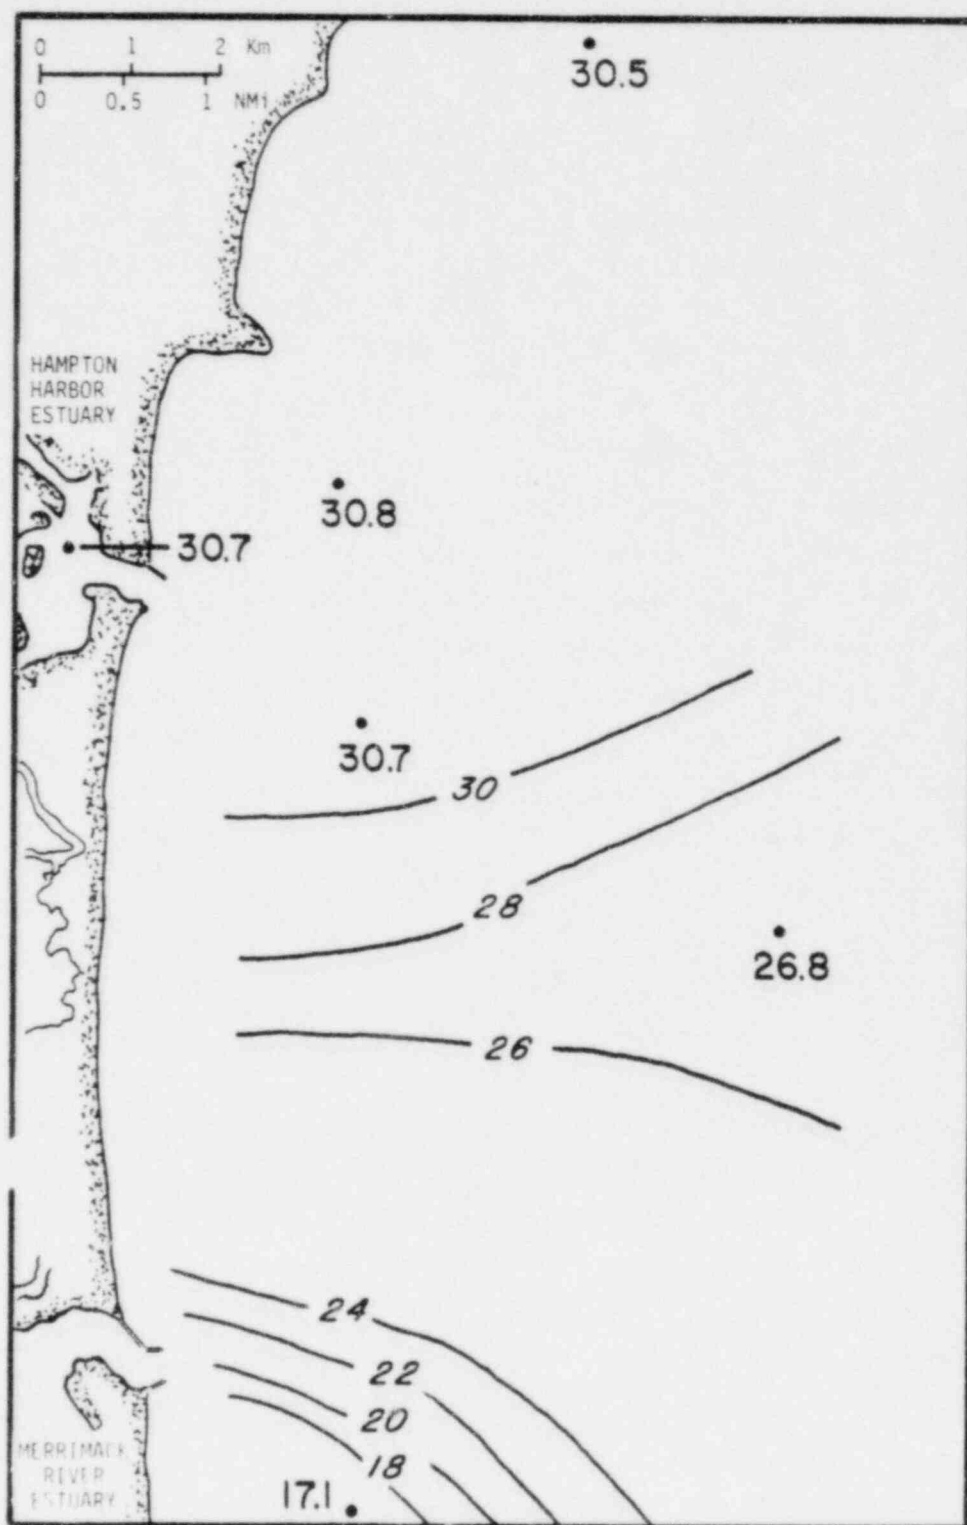 0 1 2 Km
0 0.5 1 NMi
30.5
HAMPTON
HARBOR
ESTUARY
30.8
30.7
30.7
30
28
26.8
26
24
22
20
18
17.1
MERRIMACK
RIVER
ESTUARY